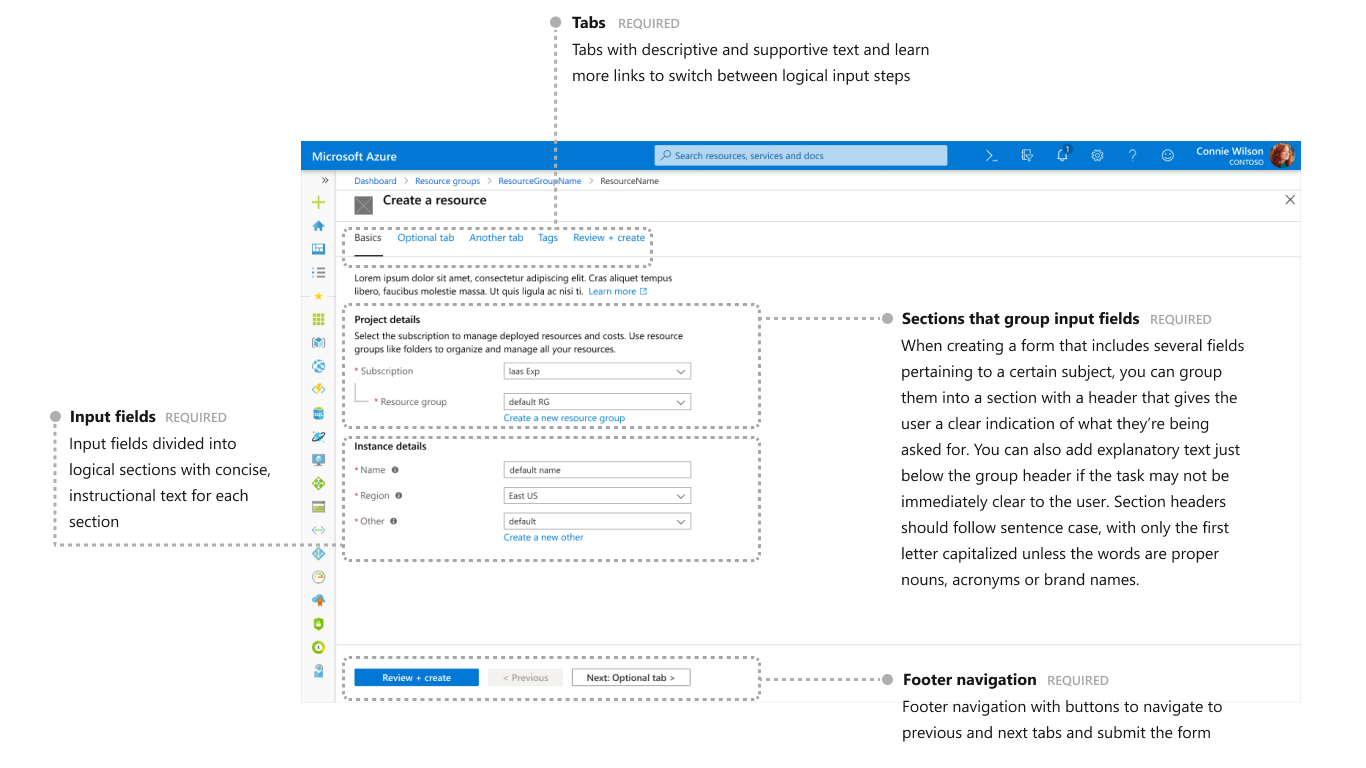 Tabs REQUIRED
Tabs with descriptive and supportive text and learn
more links to switch between logical input steps
Microsoft Azure
Search resources, services and docs
1
Connie Wilson
CONTOSO
Dashboard > Resource groups > ResourceGroupName > ResourceName
Create a resource
Basics Optional tab Another tab Tags Review + create
Lorem ipsum dolor sit amet, consectetur adipiscing elit. Cras aliquet tempus
libero, faucibus molestie massa. Ut quis ligula ac nisi ti. Learn more
Project details
Select the subscription to manage deployed resources and costs. Use resource
groups like folders to organize and manage all your resources.
* Subscription Iaas Exp
* Resource group default RG
Create a new resource group
Instance details
* Name default name
* Region East US
* Other default
Create a new other
Review + create < Previous Next: Optional tab >
Input fields REQUIRED
Input fields divided into
logical sections with concise,
instructional text for each
section
Sections that group input fields REQUIRED
When creating a form that includes several fields
pertaining to a certain subject, you can group
them into a section with a header that gives the
user a clear indication of what they’re being
asked for. You can also add explanatory text just
below the group header if the task may not be
immediately clear to the user. Section headers
should follow sentence case, with only the first
letter capitalized unless the words are proper
nouns, acronyms or brand names.
Footer navigation REQUIRED
Footer navigation with buttons to navigate to
previous and next tabs and submit the form